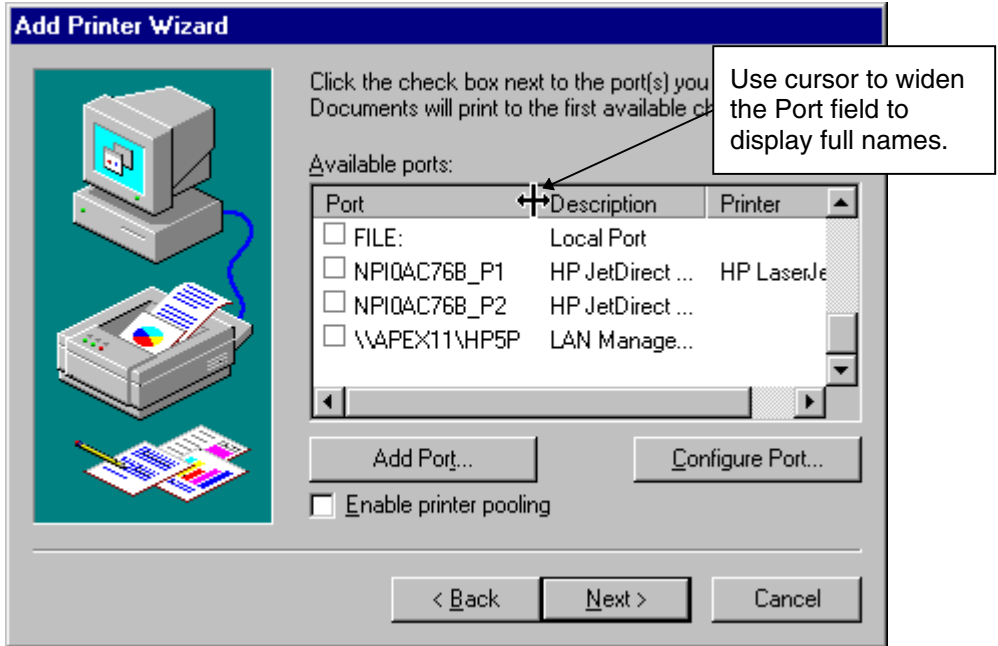 Add Printer Wizard
Click the check box next to the port(s) you
Documents will print to the first available
Use cursor to widen
the Port field to
display full names.
Available ports:
Port Description Printer
FILE: Local Port
NPI0AC76B_P1 HP JetDirect ... HP LaserJe
NPI0AC76B_P2 HP JetDirect ...
\\APEX11\HP5P LAN Manage...
Add Port... Configure Port...
Enable printer pooling
< Back Next > Cancel